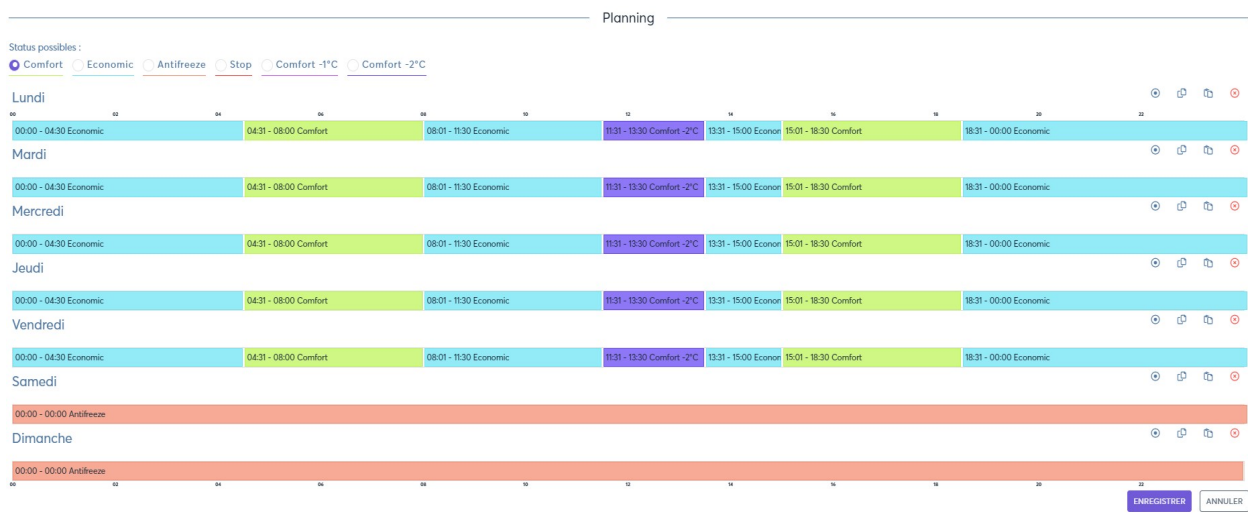 Planning
Status possibles :
Comfort Economic Antifreeze Stop Comfort -1°C Comfort -2°C
Lundi
00 02 04 06 08 10 12 14 16 18 20 22
00:00 - 04:30 Economic 04:31 - 08:00 Comfort 08:01 - 11:30 Economic 11:31 - 13:30 Comfort -2°C 13:31 - 15:00 Econon 15:01 - 18:30 Comfort 18:31 - 00:00 Economic
Mardi
00:00 - 04:30 Economic 04:31 - 08:00 Comfort 08:01 - 11:30 Economic 11:31 - 13:30 Comfort -2°C 13:31 - 15:00 Econon 15:01 - 18:30 Comfort 18:31 - 00:00 Economic
Mercredi
00:00 - 04:30 Economic 04:31 - 08:00 Comfort 08:01 - 11:30 Economic 11:31 - 13:30 Comfort -2°C 13:31 - 15:00 Econon 15:01 - 18:30 Comfort 18:31 - 00:00 Economic
Jeudi
00:00 - 04:30 Economic 04:31 - 08:00 Comfort 08:01 - 11:30 Economic 11:31 - 13:30 Comfort -2°C 13:31 - 15:00 Econon 15:01 - 18:30 Comfort 18:31 - 00:00 Economic
Vendredi
00:00 - 04:30 Economic 04:31 - 08:00 Comfort 08:01 - 11:30 Economic 11:31 - 13:30 Comfort -2°C 13:31 - 15:00 Econon 15:01 - 18:30 Comfort 18:31 - 00:00 Economic
Samedi
00:00 - 00:00 Antifreeze
Dimanche
00:00 - 00:00 Antifreeze
00 02 04 06 08 10 12 14 16 18 20 22
ENREGISTRER ANNULER